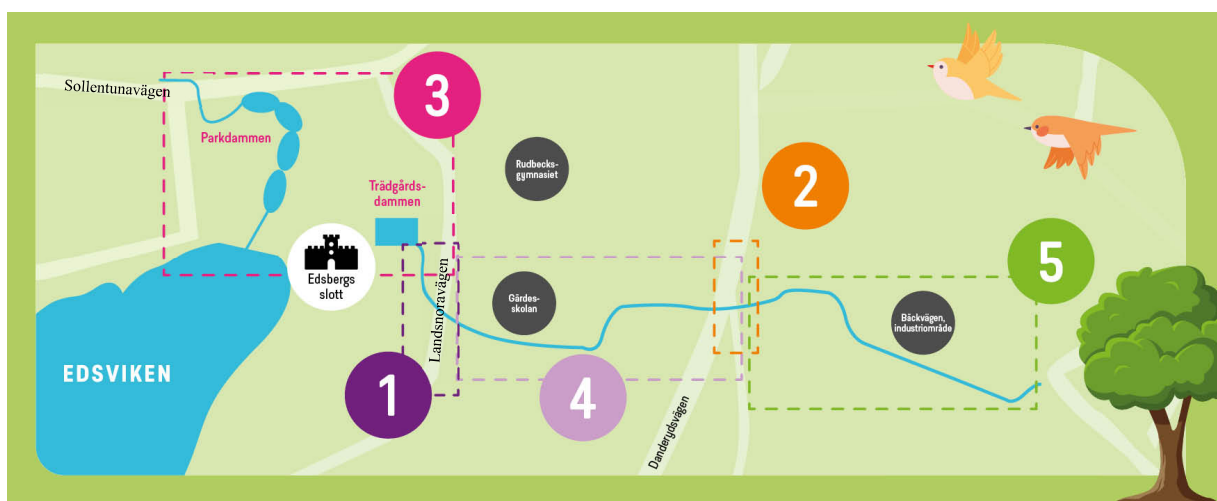 Sollentunavägen
3
Parkdammen
Rudbecks-
gymnasiet
2
Trädgårds-
dammen
Edsbergs
slott
Landsnoravägen
Gärdes-
skolan
5
Bäckvägen,
industriområde
EDSVIKEN
1
4
Danderydsvägen